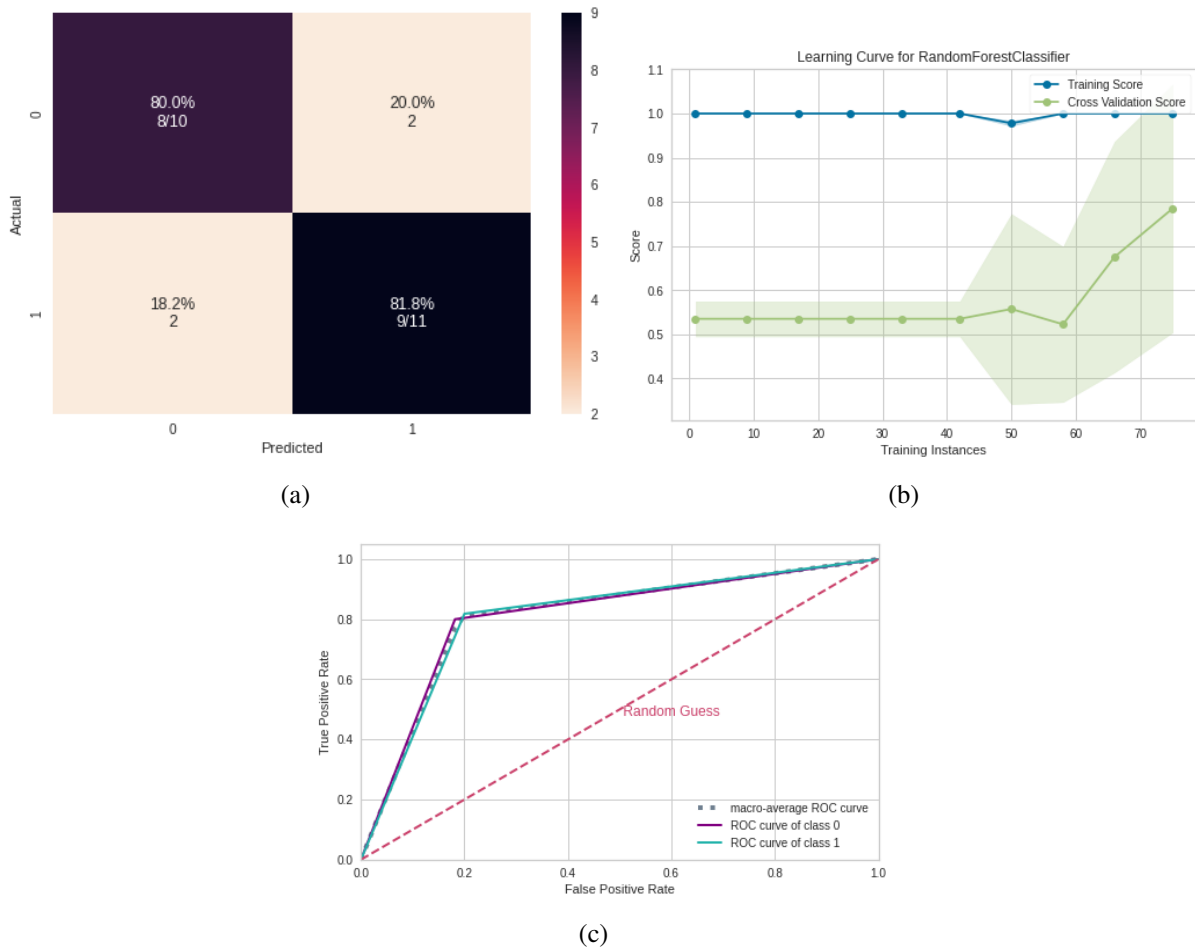 80.0%
8/10
20.0%
2
18.2%
2
81.8%
9/11
0
1
Actual
0
1
Predicted
9
8
7
6
5
4
3
2
(a)
Learning Curve for RandomForestClassifier
Training Score
Cross Validation Score
1.1
1.0
0.9
0.8
0.7
0.6
0.5
0.4
Score
0 10 20 30 40 50 60 70
Training Instances
(b)
1.0
0.8
0.6
0.4
0.2
0.0
True Positive Rate
Random Guess
macro-average ROC curve
ROC curve of class 0
ROC curve of class 1
0.0 0.2 0.4 0.6 0.8 1.0
False Positive Rate
(c)